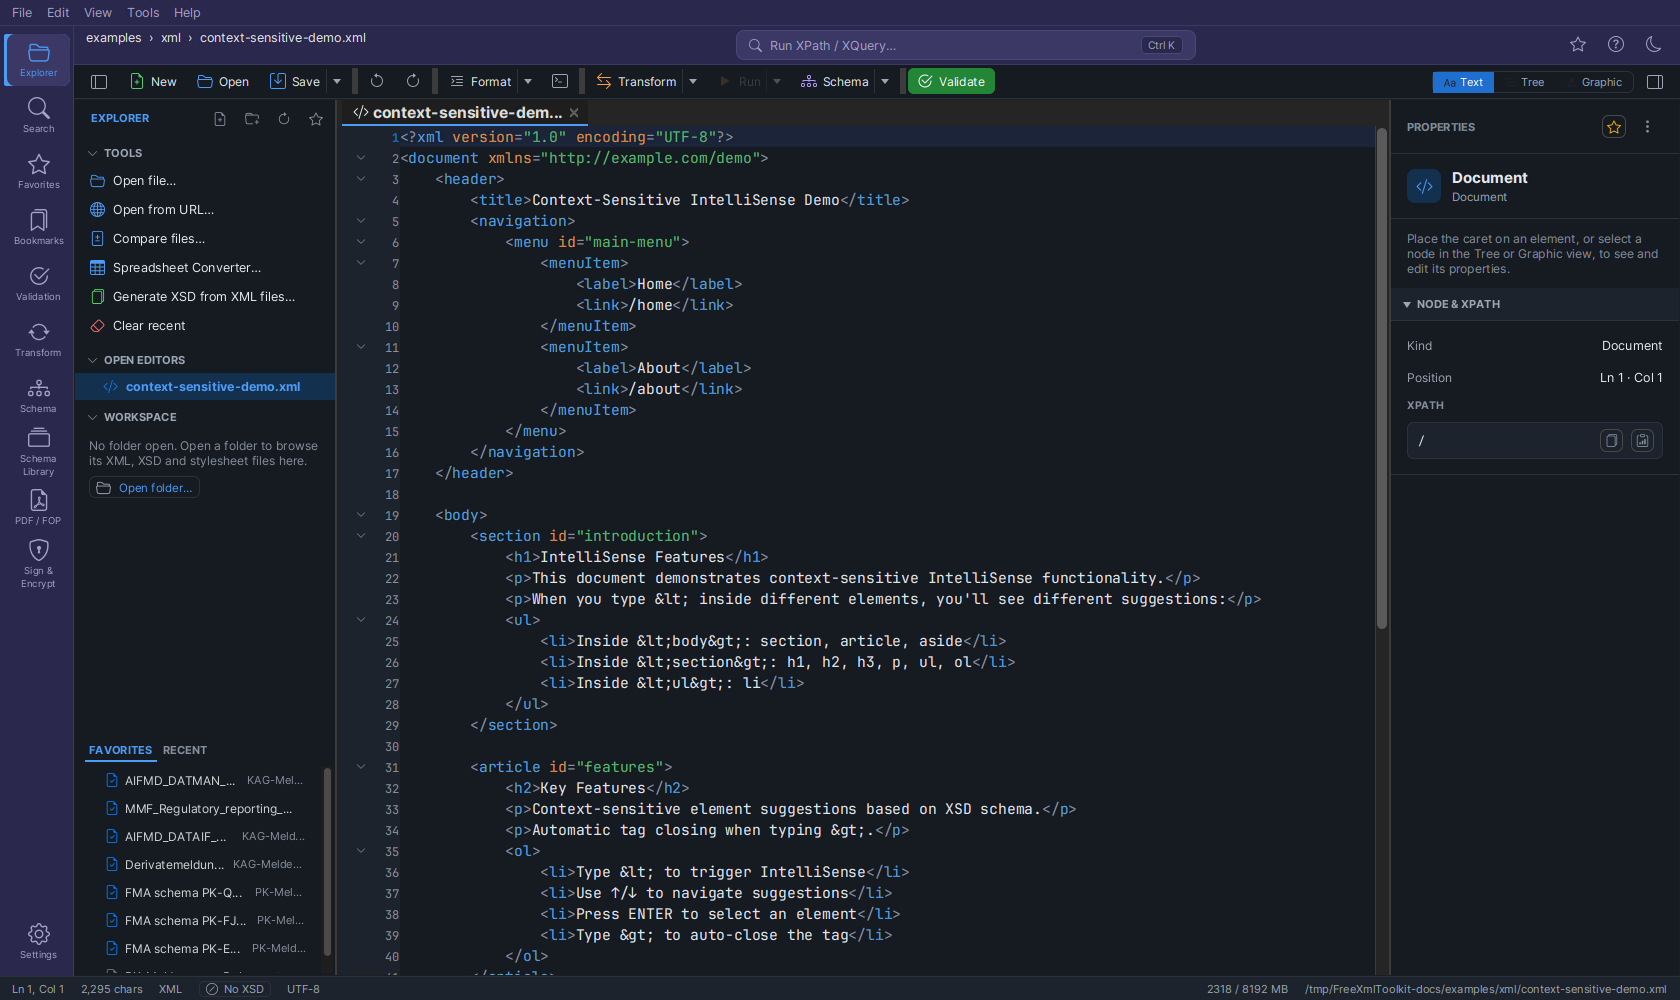 File Edit View Tools Help
examples › xml › context-sensitive-demo.xml
Run XPath / XQuery... Ctrl K
New Open Save Format Transform Run Schema Validate
Aa Text Tree Graphic
Explorer
Search
Favorites
Bookmarks
Validation
Transform
Schema
Schema
Library
PDF / FOP
Sign &
Encrypt
Settings
EXPLORER
TOOLS
Open file...
Open from URL...
Compare files...
Spreadsheet Converter...
Generate XSD from XML files...
Clear recent
OPEN EDITORS
</> context-sensitive-demo.xml
WORKSPACE
No folder open. Open a folder to browse
its XML, XSD and stylesheet files here.
Open folder...
FAVORITES RECENT
AIFMD_DATMAN_... KAG-Mel...
MMF_Regulatory_reporting_...
AIFMD_DATAIF_... KAG-Meld...
Derivatemeldun... KAG-Melde...
FMA schema PK-Q... PK-Mel...
FMA schema PK-FJ... PK-Mel...
FMA schema PK-E... PK-Meld...
</> context-sensitive-dem... ×
1 <?xml version="1.0" encoding="UTF-8"?>
2 <document xmlns="http://example.com/demo">
3 <header>
4 <title>Context-Sensitive IntelliSense Demo</title>
5 <navigation>
6 <menu id="main-menu">
7 <menuItem>
8 <label>Home</label>
9 <link>/home</link>
10 </menuItem>
11 <menuItem>
12 <label>About</label>
13 <link>/about</link>
14 </menuItem>
15 </menu>
16 </navigation>
17 </header>
18
19 <body>
20 <section id="introduction">
21 <h1>IntelliSense Features</h1>
22 <p>This document demonstrates context-sensitive IntelliSense functionality.</p>
23 <p>When you type &lt; inside different elements, you'll see different suggestions:</p>
24 <ul>
25 <li>Inside &lt;body&gt;: section, article, aside</li>
26 <li>Inside &lt;section&gt;: h1, h2, h3, p, ul, ol</li>
27 <li>Inside &lt;ul&gt;: li</li>
28 </ul>
29 </section>
30
31 <article id="features">
32 <h2>Key Features</h2>
33 <p>Context-sensitive element suggestions based on XSD schema.</p>
34 <p>Automatic tag closing when typing &gt;.</p>
35 <ol>
36 <li>Type &lt; to trigger IntelliSense</li>
37 <li>Use ↑/↓ to navigate suggestions</li>
38 <li>Press ENTER to select an element</li>
39 <li>Type &gt; to auto-close the tag</li>
40 </ol>
PROPERTIES
</> Document
Document
Place the caret on an element, or select a
node in the Tree or Graphic view, to see and
edit its properties.
NODE & XPATH
Kind Document
Position Ln 1 · Col 1
XPATH
/
Ln 1, Col 1 2,295 chars XML No XSD UTF-8
2318 / 8192 MB /tmp/FreeXmlToolkit-docs/examples/xml/context-sensitive-demo.xml